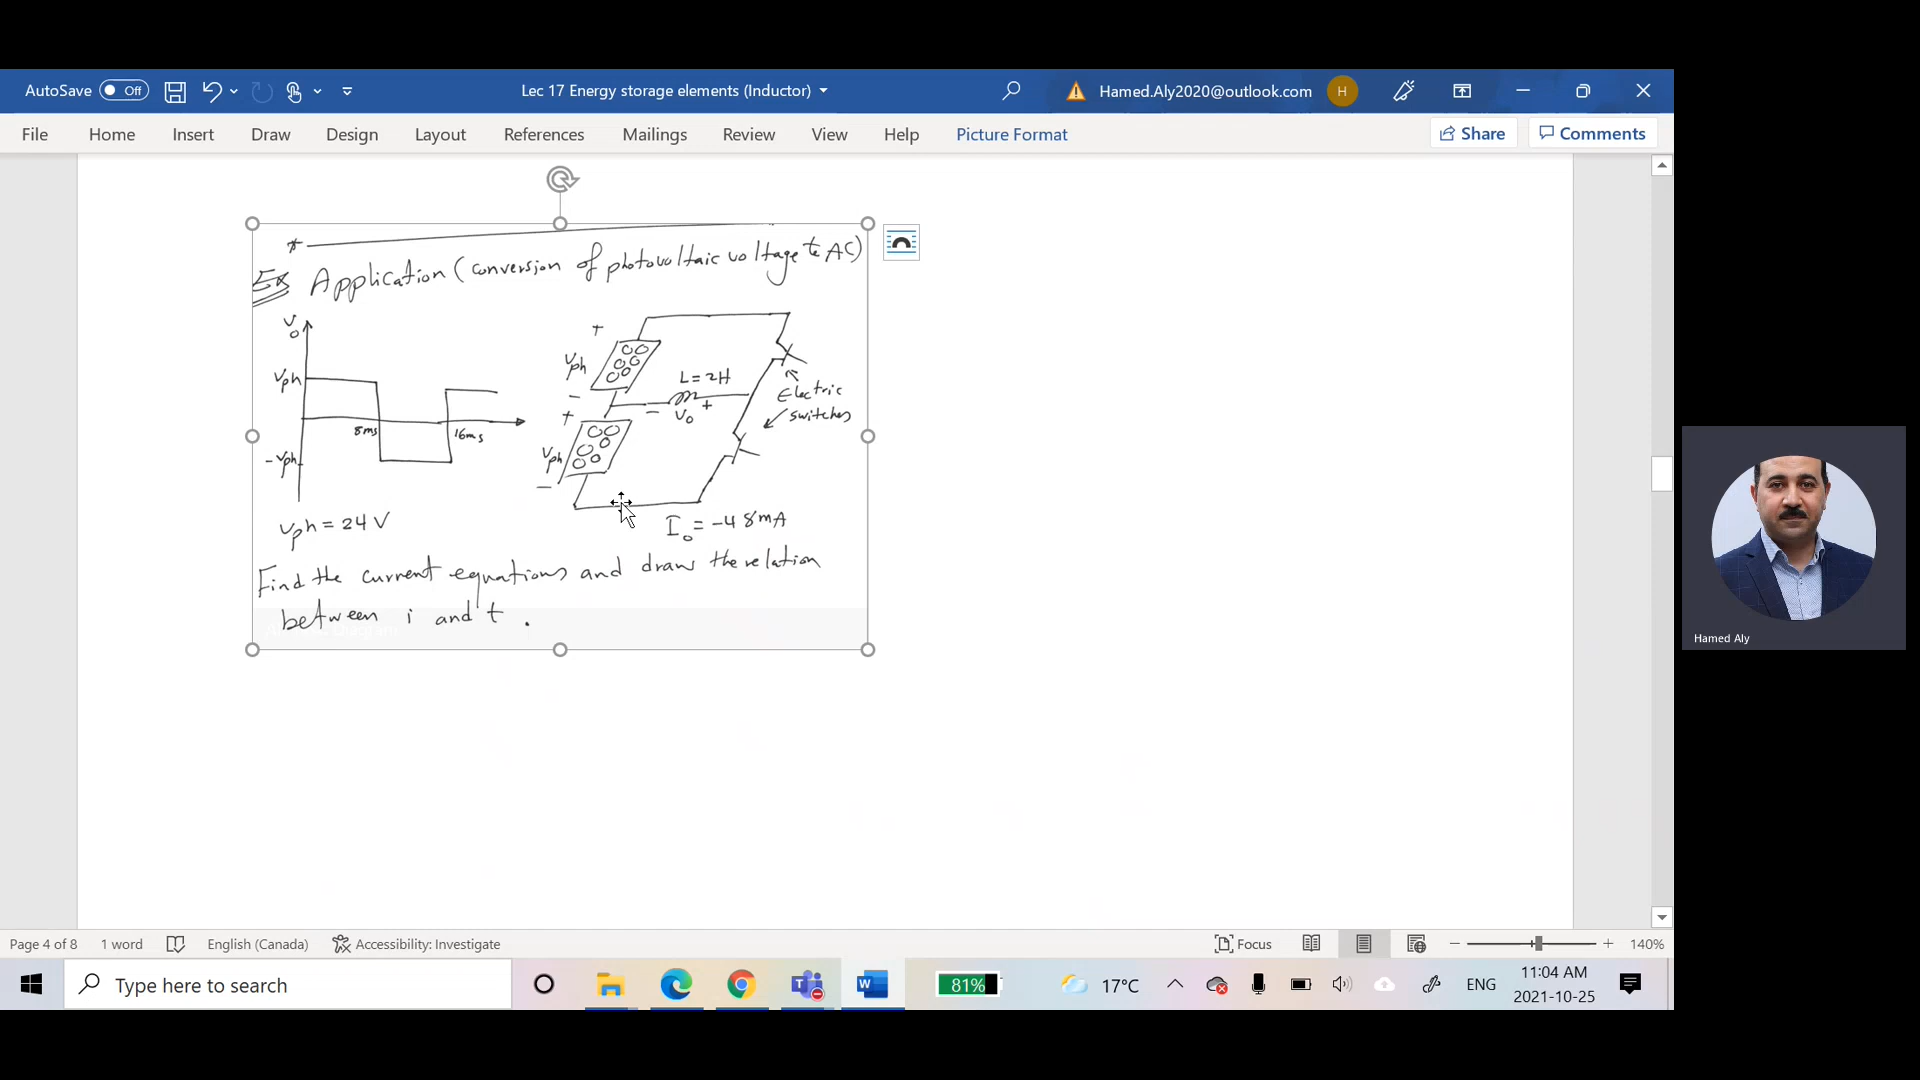 AutoSave Off
Lec 17 Energy storage elements (Inductor)
Hamed.Aly2020@outlook.com H
File Home Insert Draw Design Layout References Mailings Review View Help Picture Format Share Comments
Ex Application (conversion of photovoltaic voltage to AC)
Vo
Vph
-Vph
8ms
16ms
+
Vph
-
+
Vph
-
L=2H
- Vo +
Electric
switches
Vph = 24 V
Io = -48mA
Find the current equations and draw the relation
between i and t .
Hamed Aly
Page 4 of 8 1 word English (Canada) Accessibility: Investigate Focus 140%
Type here to search
81%
17°C
ENG
11:04 AM
2021-10-25